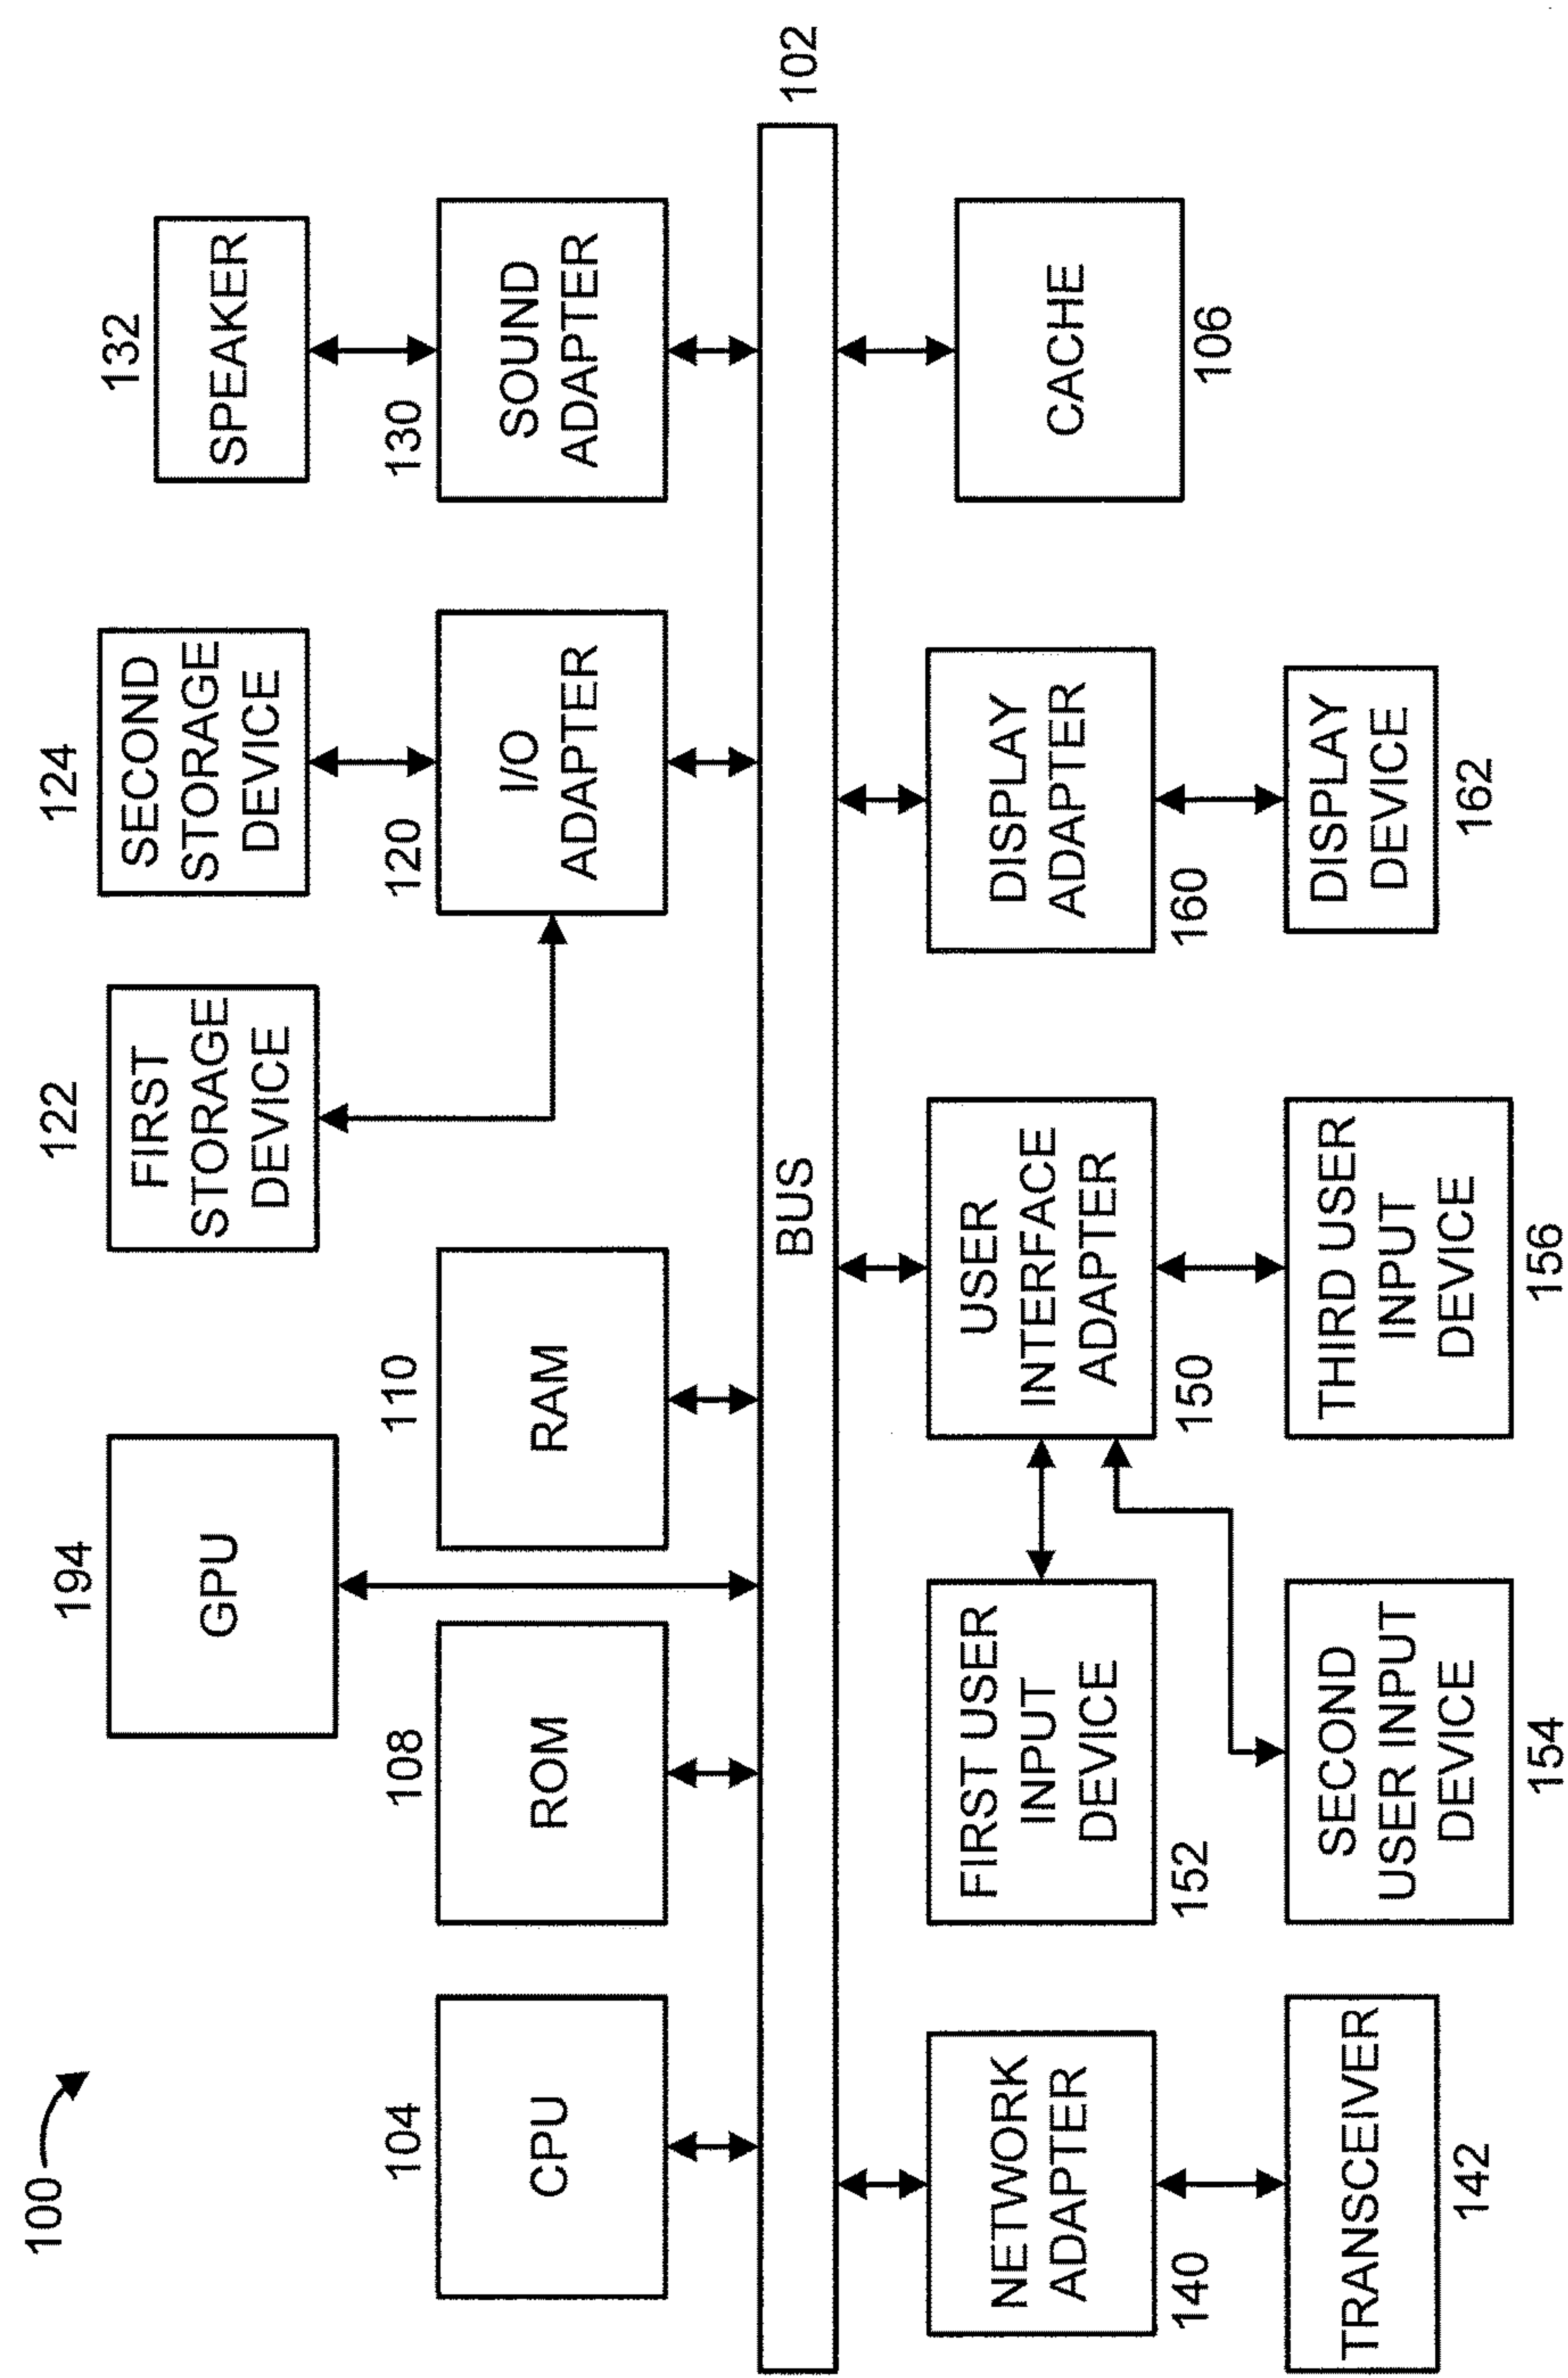 100
132
SPEAKER
130
SOUND
ADAPTER
124
SECOND
STORAGE
DEVICE
120
I/O
ADAPTER
122
FIRST
STORAGE
DEVICE
110
RAM
194
GPU
108
ROM
104
CPU
BUS
102
NETWORK
ADAPTER
140
TRANSCEIVER
142
FIRST USER
INPUT
DEVICE
152
SECOND
USER INPUT
DEVICE
154
USER
INTERFACE
ADAPTER
150
THIRD USER
INPUT
DEVICE
156
DISPLAY
ADAPTER
160
DISPLAY
DEVICE
162
CACHE
106